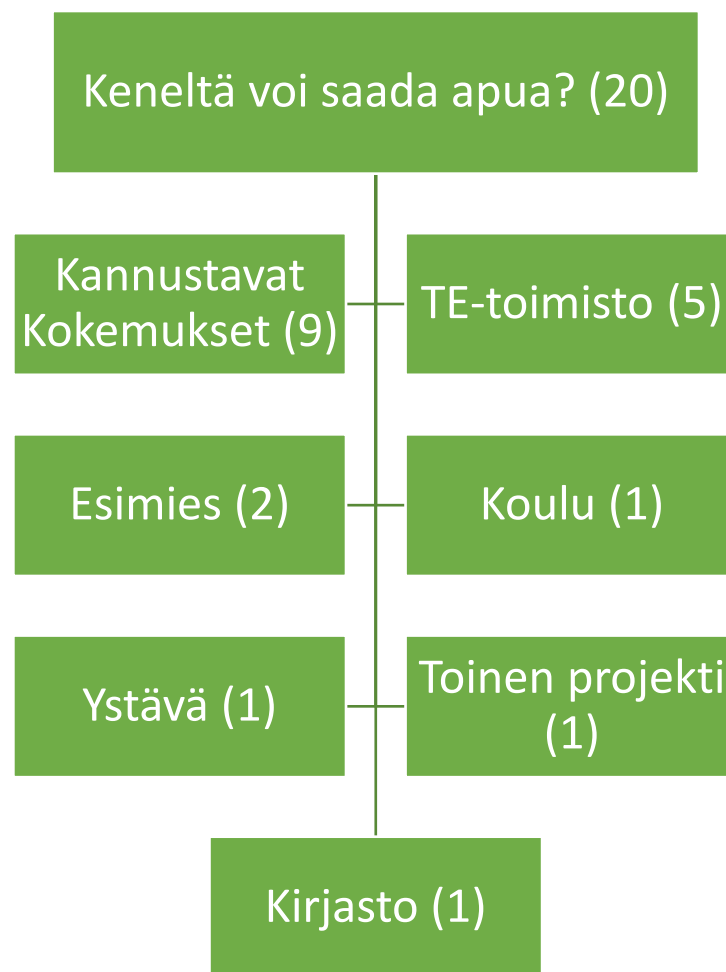 Keneltä voi saada apua? (20)
Kannustavat
Kokemukset (9)
TE-toimisto (5)
Esimies (2)
Koulu (1)
Ystävä (1)
Toinen projekti
(1)
Kirjasto (1)